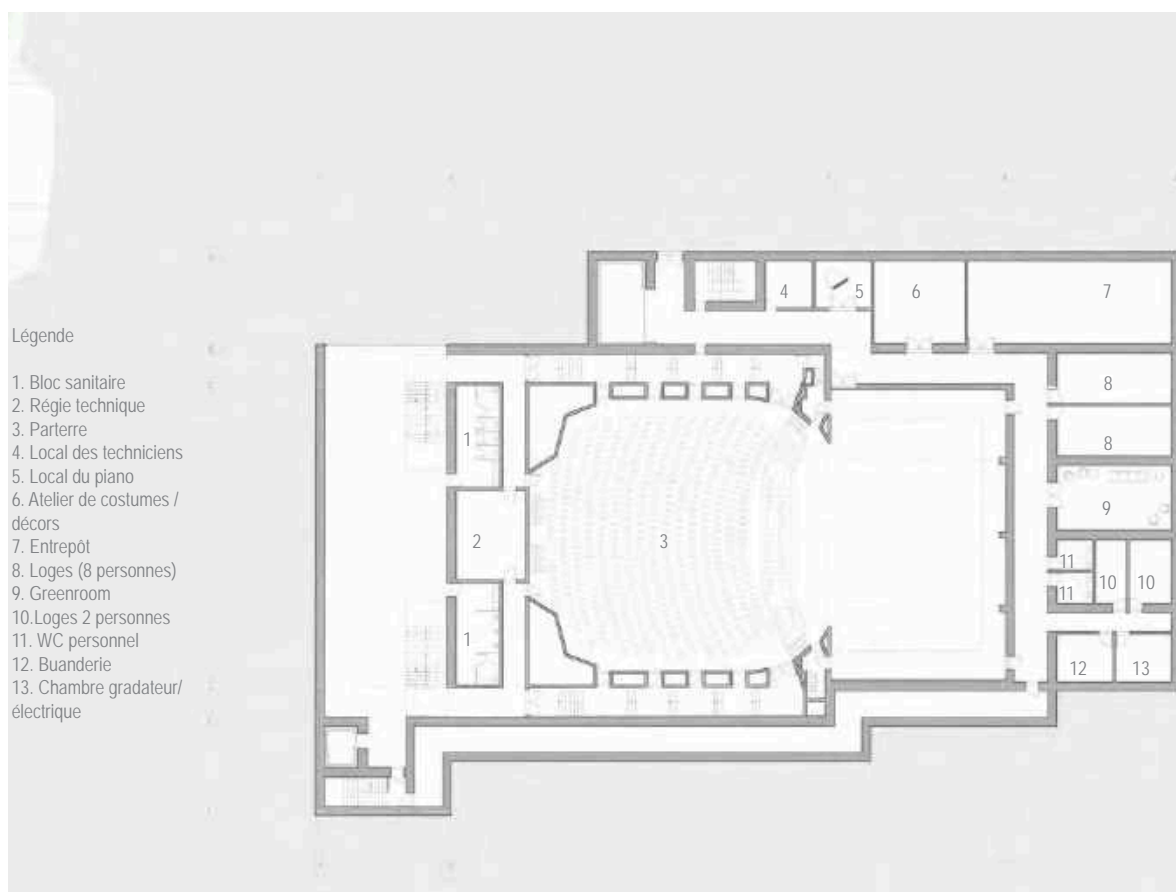 Légende
1. Bloc sanitaire
2. Régie technique
3. Parterre
4. Local des techniciens
5. Local du piano
6. Atelier de costumes /
décors
7. Entrepôt
8. Loges (8 personnes)
9. Greenroom
10.Loges 2 personnes
11. WC personnel
12. Buanderie
13. Chambre gradateur/
électrique
4
5
6
7
8
8
1
9
2
3
11
10
10
11
1
12
13